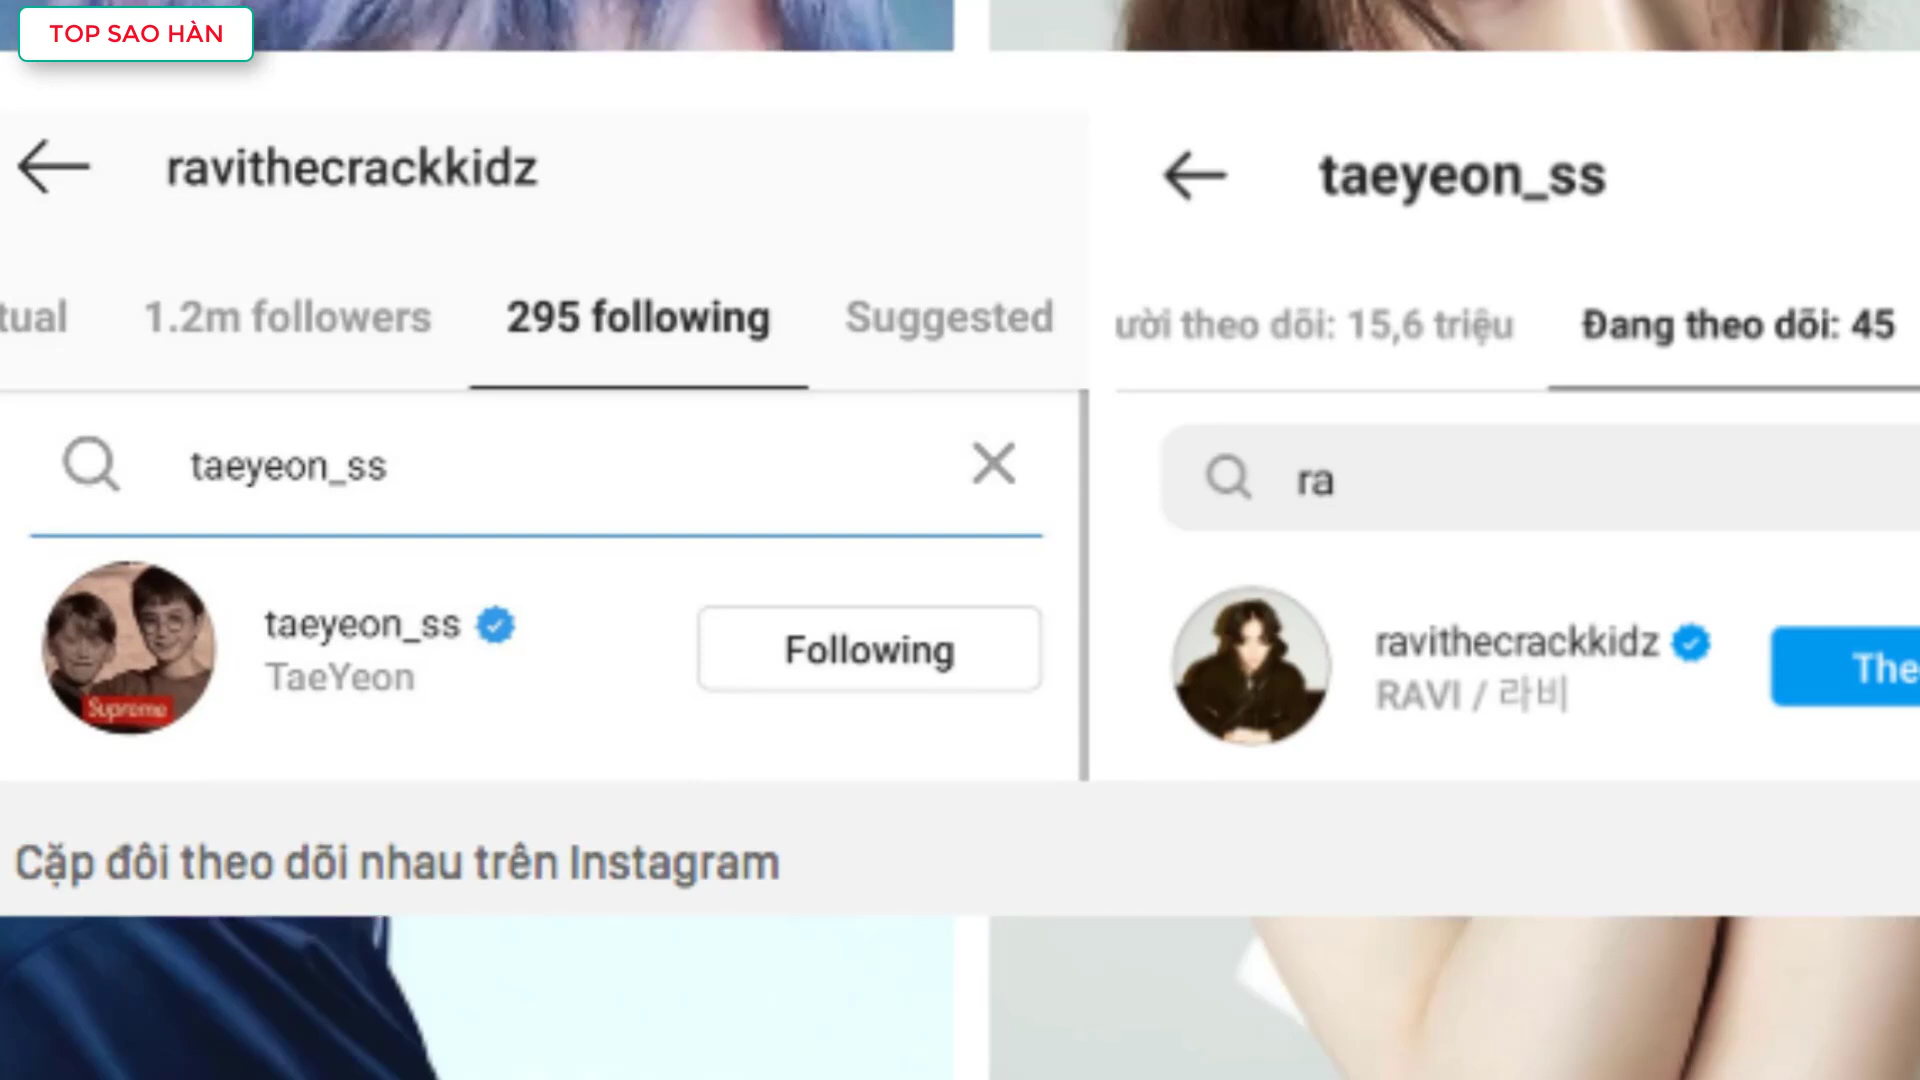 TOP SAO HÀN
ravithecrackkidz
tual 1.2m followers 295 following Suggested
taeyeon_ss
taeyeon_ss
TaeYeon
Following
Supreme
taeyeon_ss
ười theo dõi: 15,6 triệu Đang theo dõi: 45
ra
ravithecrackkidz
RAVI / 라비
The
Cặp đôi theo dõi nhau trên Instagram